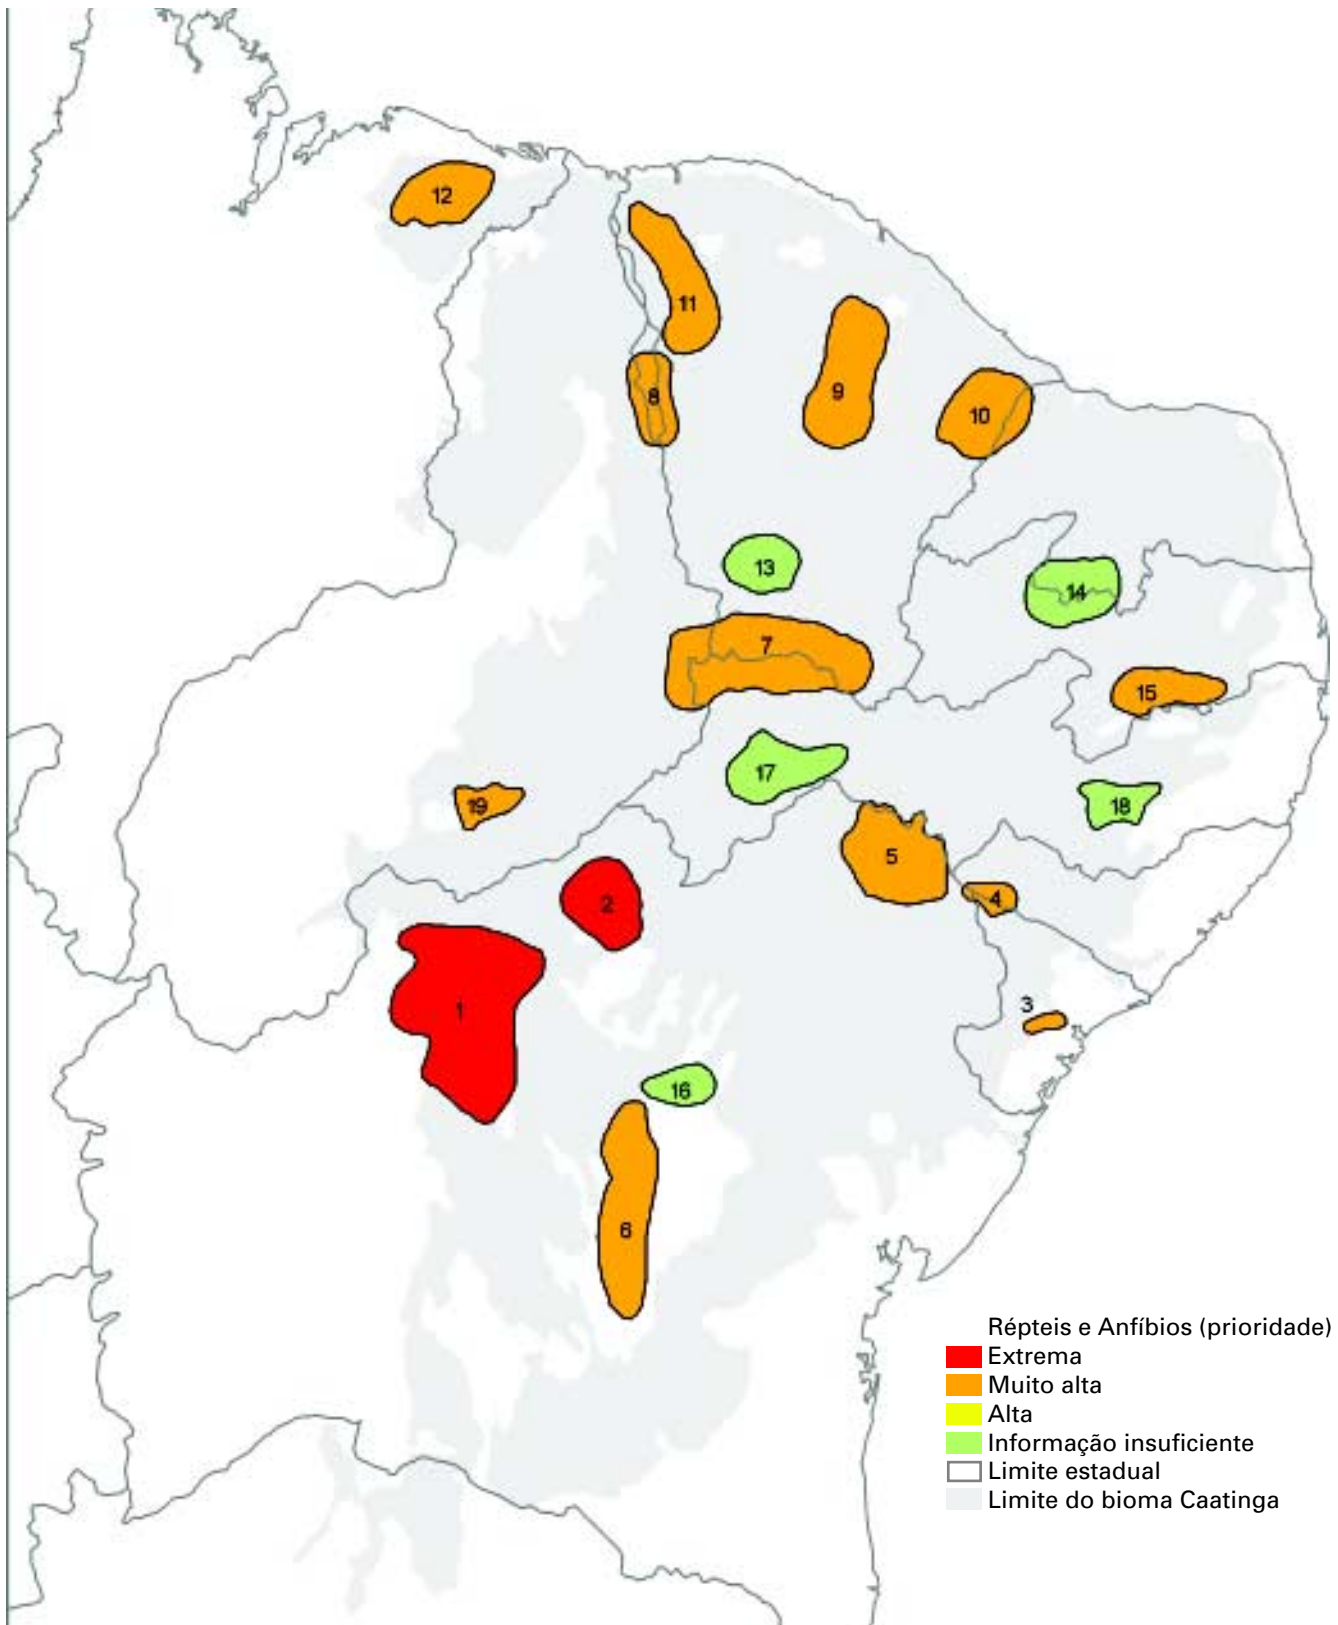 12
11
8
9
10
13
14
7
15
17
19
18
5
2
4
3
1
16
6
Répteis e Anfíbios (prioridade)
Extrema
Muito alta
Alta
Informação insuficiente
Limite estadual
Limite do bioma Caatinga